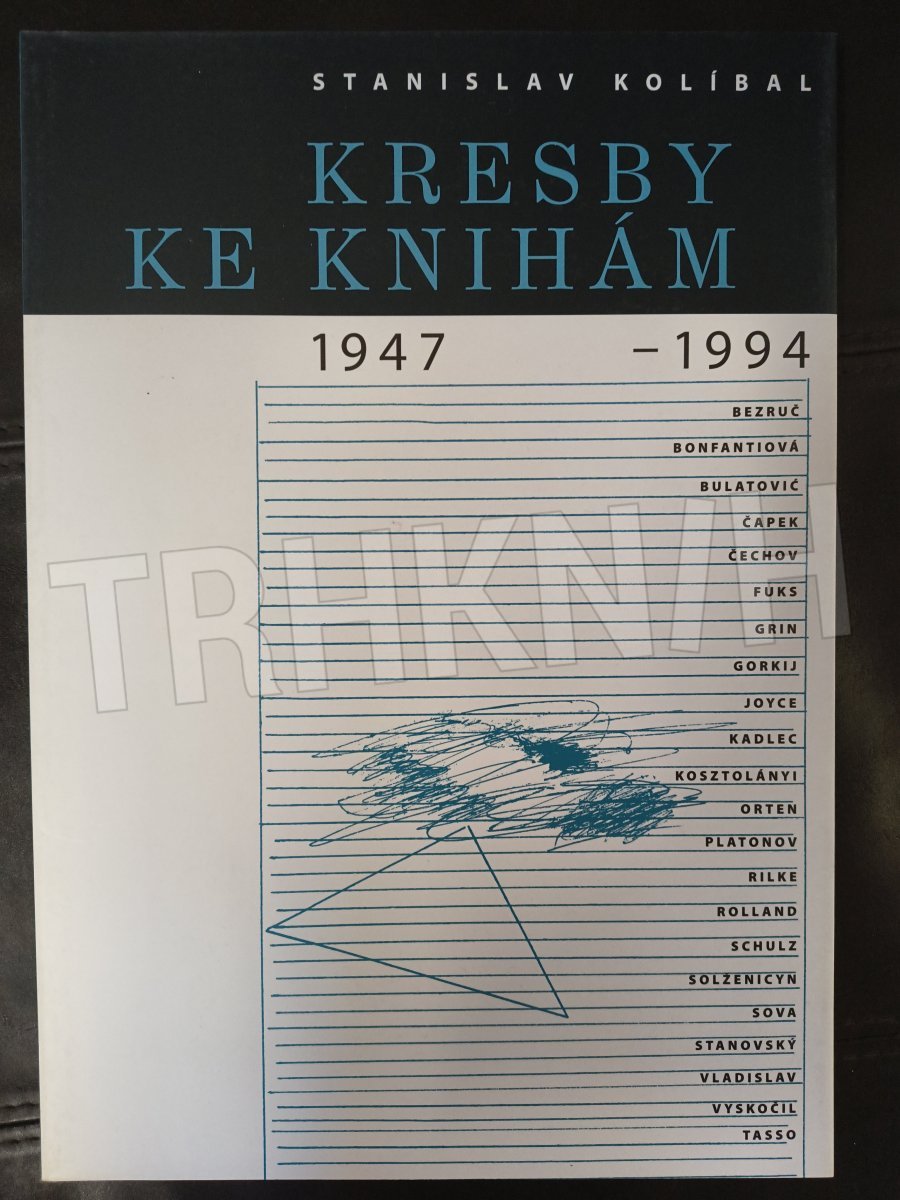 STANISLAV KOLÍBAL
KRESBY
KE KNIHÁM
1947 –1994
BEZRUČ
BONFANTIOVÁ
BULATOVIĆ
ČAPEK
ČECHOV
FUKS
GRIN
GORKIJ
JOYCE
KADLEC
KOSZTOLÁNYI
ORTEN
PLATONOV
RILKE
ROLLAND
SCHULZ
SOLŽENICYN
SOVA
STANOVSKÝ
VLADISLAV
VYSKOČIL
TASSO
TRHKNIH